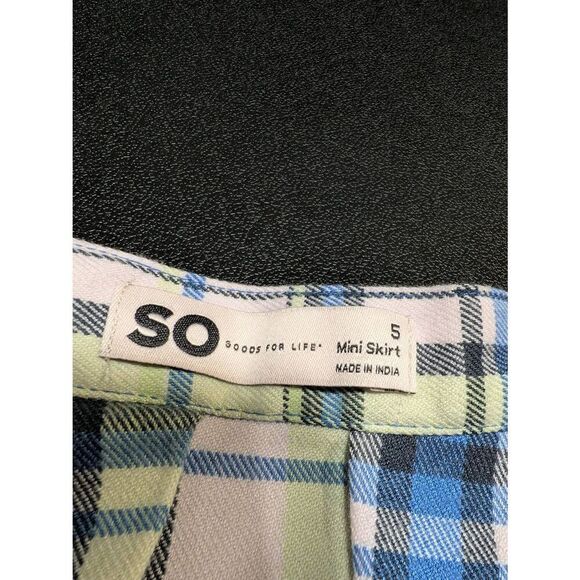 SO GOODS FOR LIFE*
5
Mini Skirt
MADE IN INDIA